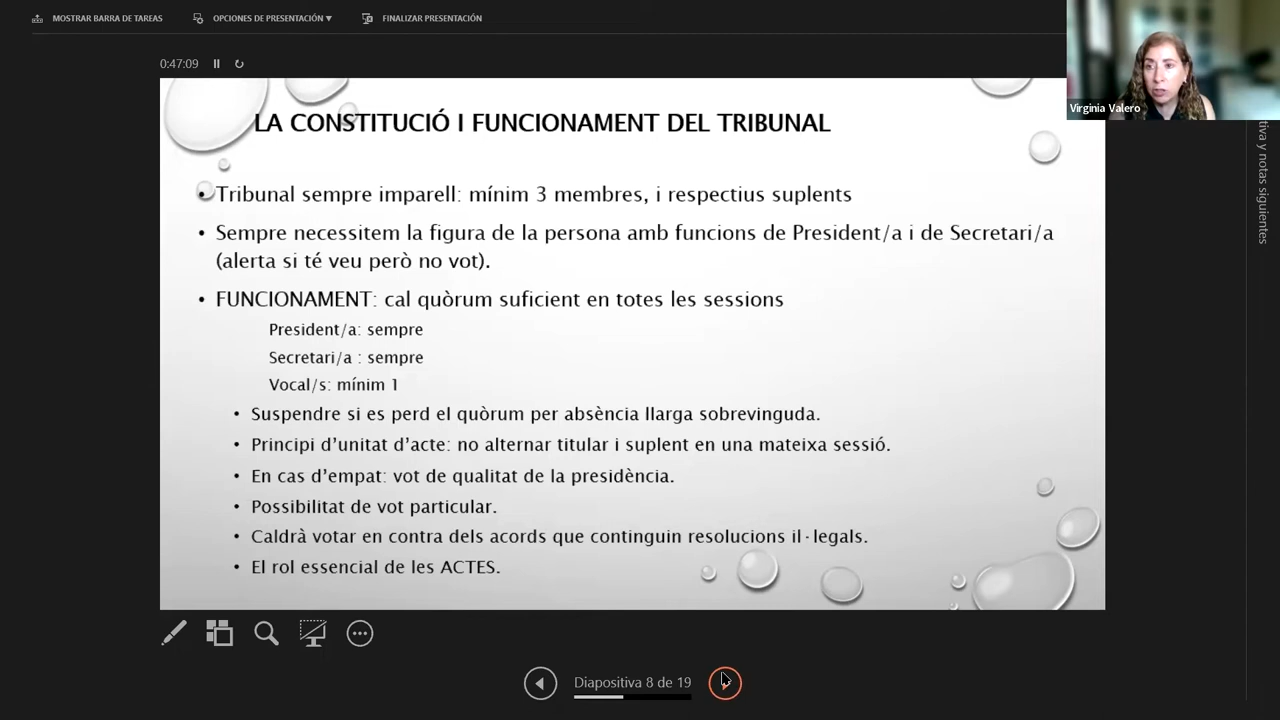 MOSTRAR BARRA DE TAREAS
OPCIONES DE PRESENTACIÓN ▼
FINALIZAR PRESENTACIÓN
0:47:09
Virginia Valero
tiva y notas siguientes
LA CONSTITUCIÓ I FUNCIONAMENT DEL TRIBUNAL
• Tribunal sempre imparell: mínim 3 membres, i respectius suplents
• Sempre necessitem la figura de la persona amb funcions de President/a i de Secretari/a
(alerta si té veu però no vot).
• FUNCIONAMENT: cal quòrum suficient en totes les sessions
President/a: sempre
Secretari/a : sempre
Vocal/s: mínim 1
• Suspendre si es perd el quòrum per absència llarga sobrevinguda.
• Principi d'unitat d'acte: no alternar titular i suplent en una mateixa sessió.
• En cas d'empat: vot de qualitat de la presidència.
• Possibilitat de vot particular.
• Caldrà votar en contra dels acords que continguin resolucions il·legals.
• El rol essencial de les ACTES.
Diapositiva 8 de 19